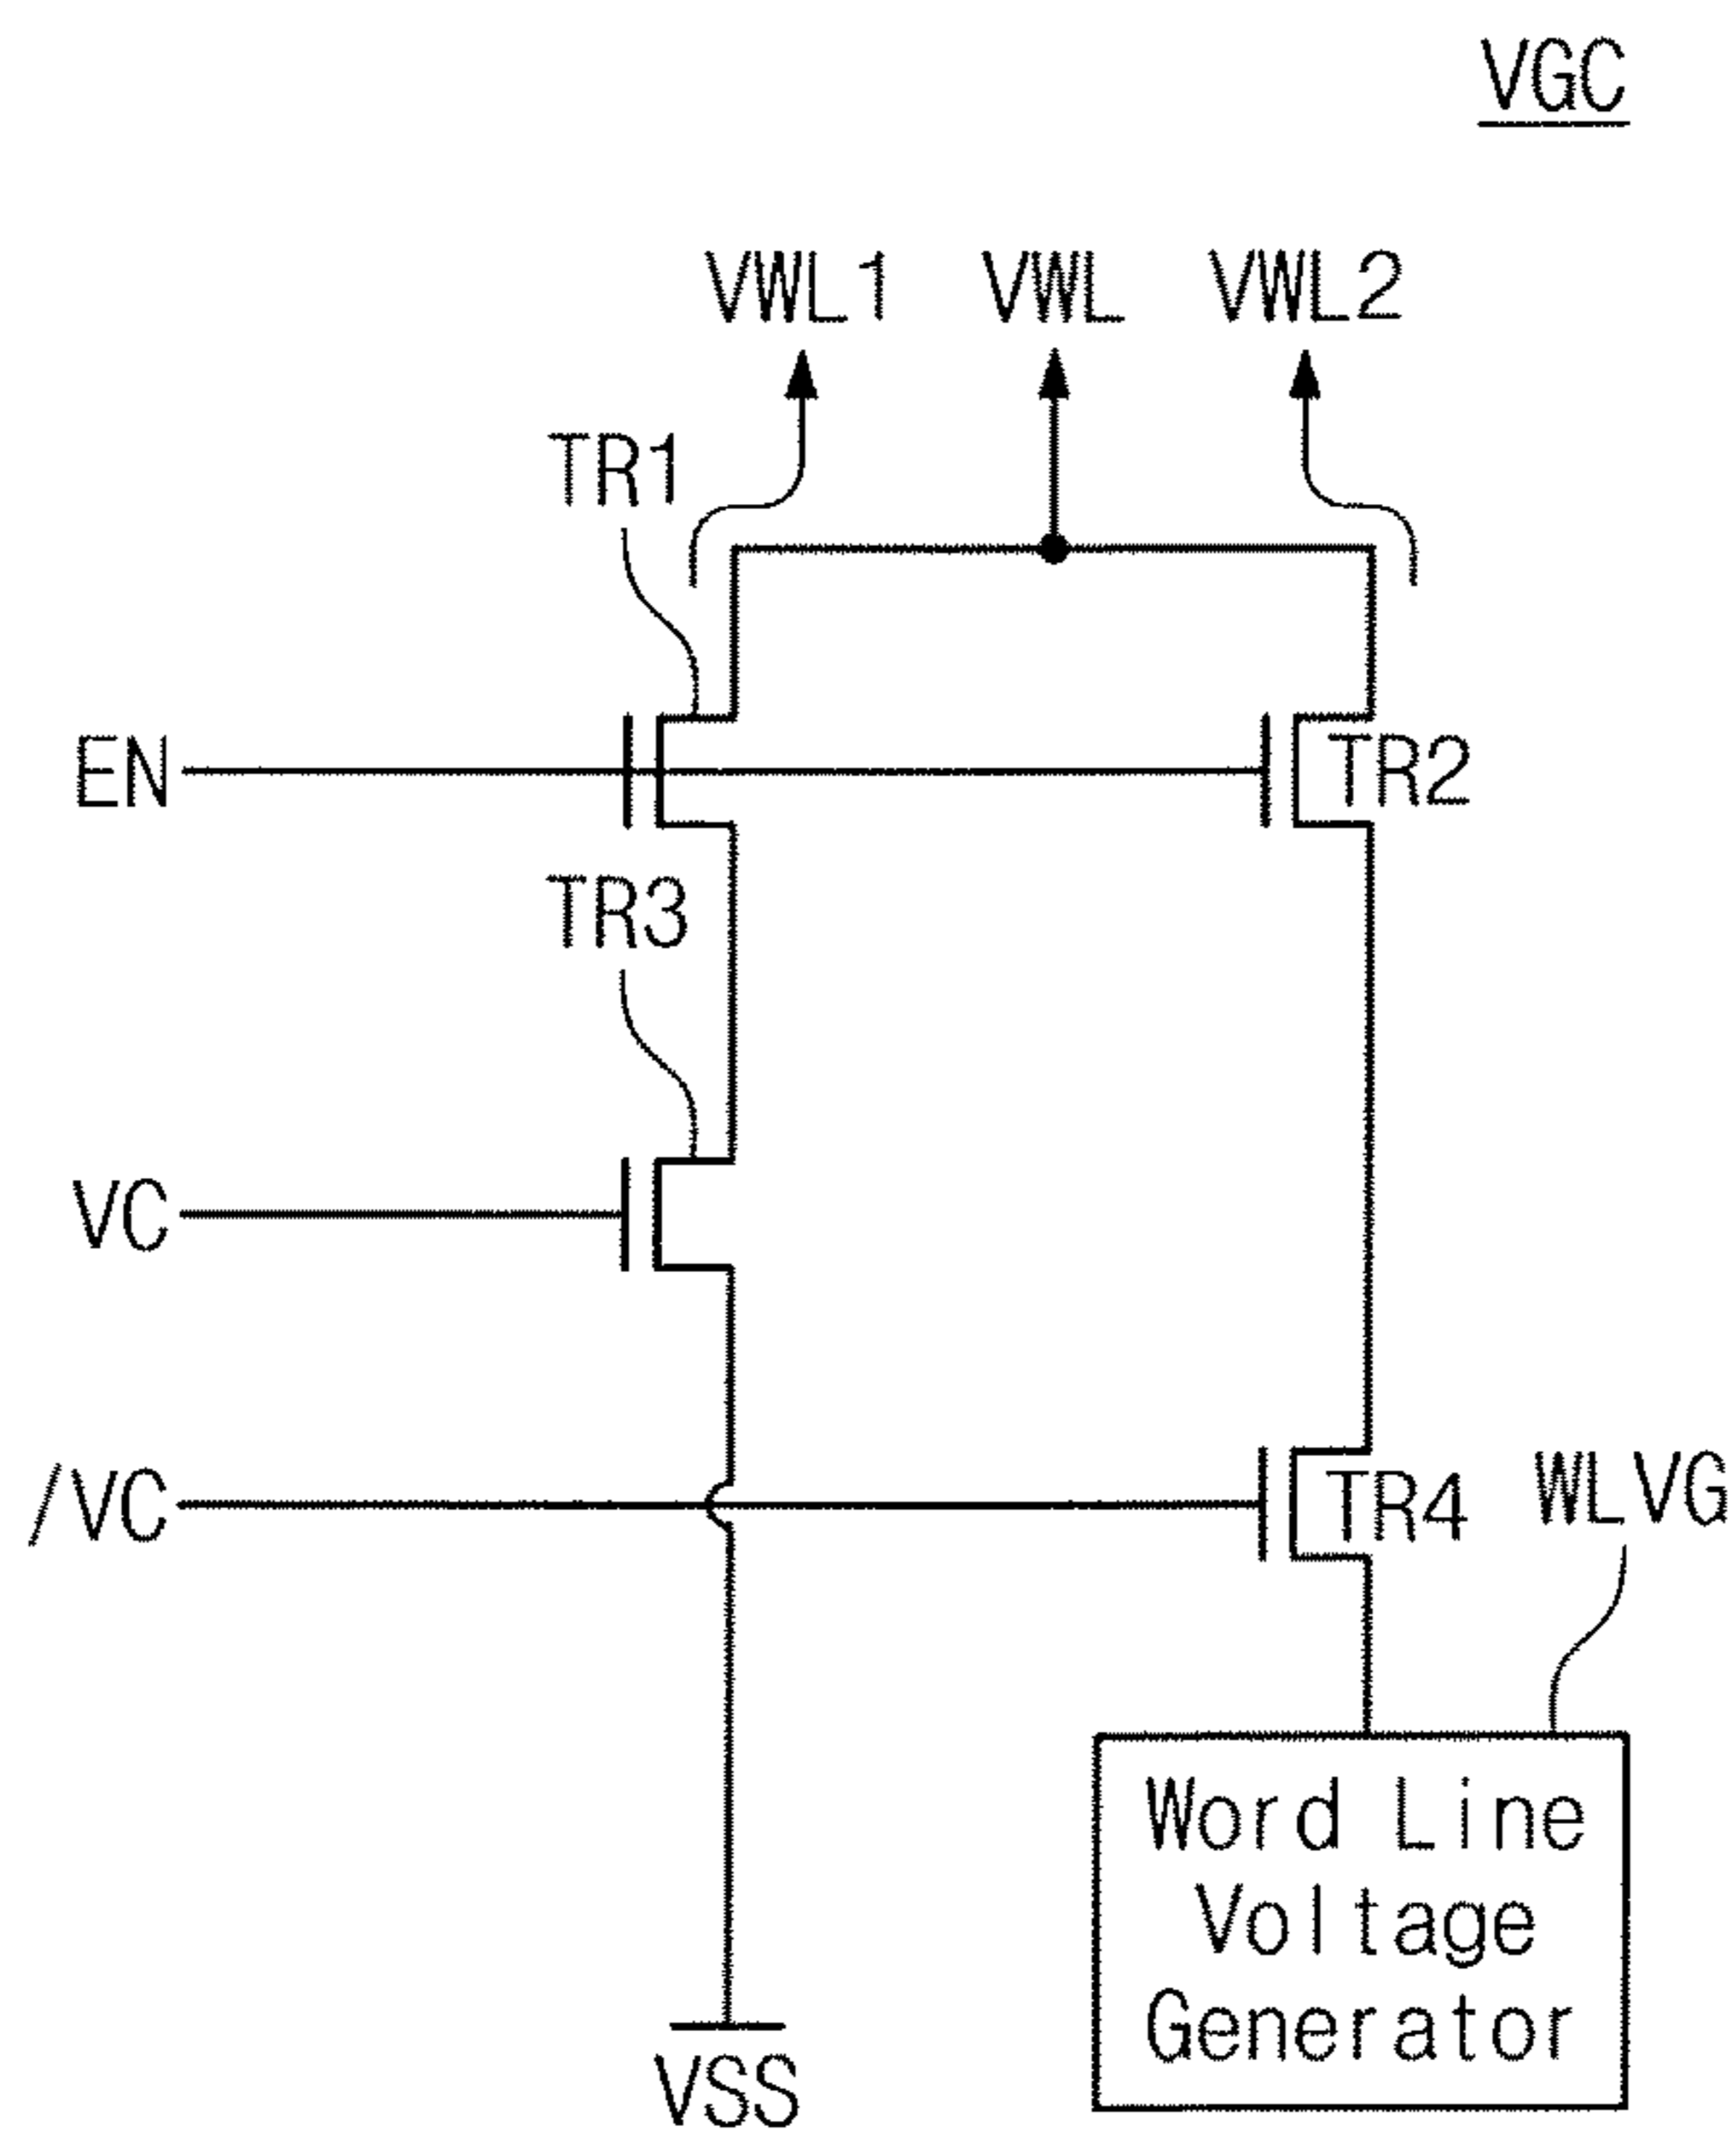 VGC
VWL1 VWL VWL2
TR1
EN
TR2
TR3
VC
/VC
TR4
WLVG
Word Line
Voltage
Generator
VSS